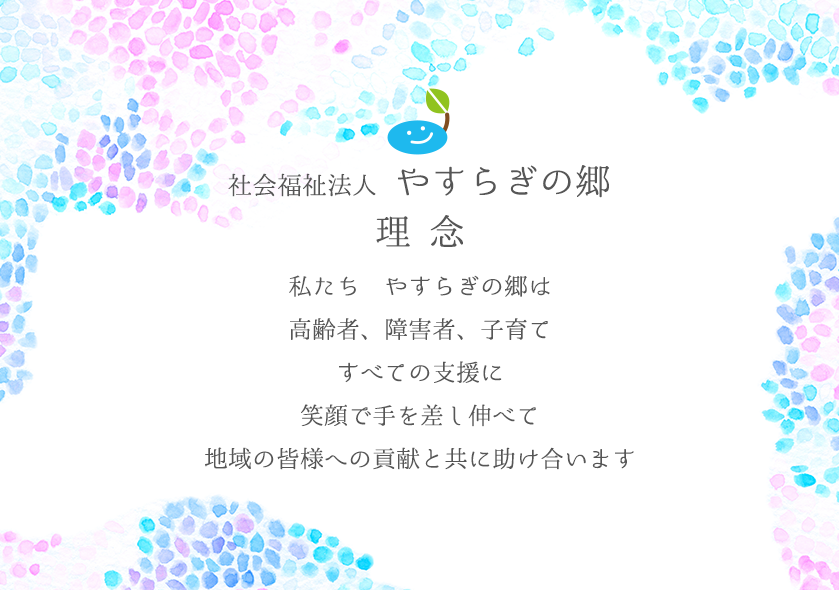 社会福祉法人 やすらぎの郷
理 念
私たち　やすらぎの郷は
高齢者、障害者、子育て
すべての支援に
笑顔で手を差し伸べて
地域の皆様への貢献と共に助け合います